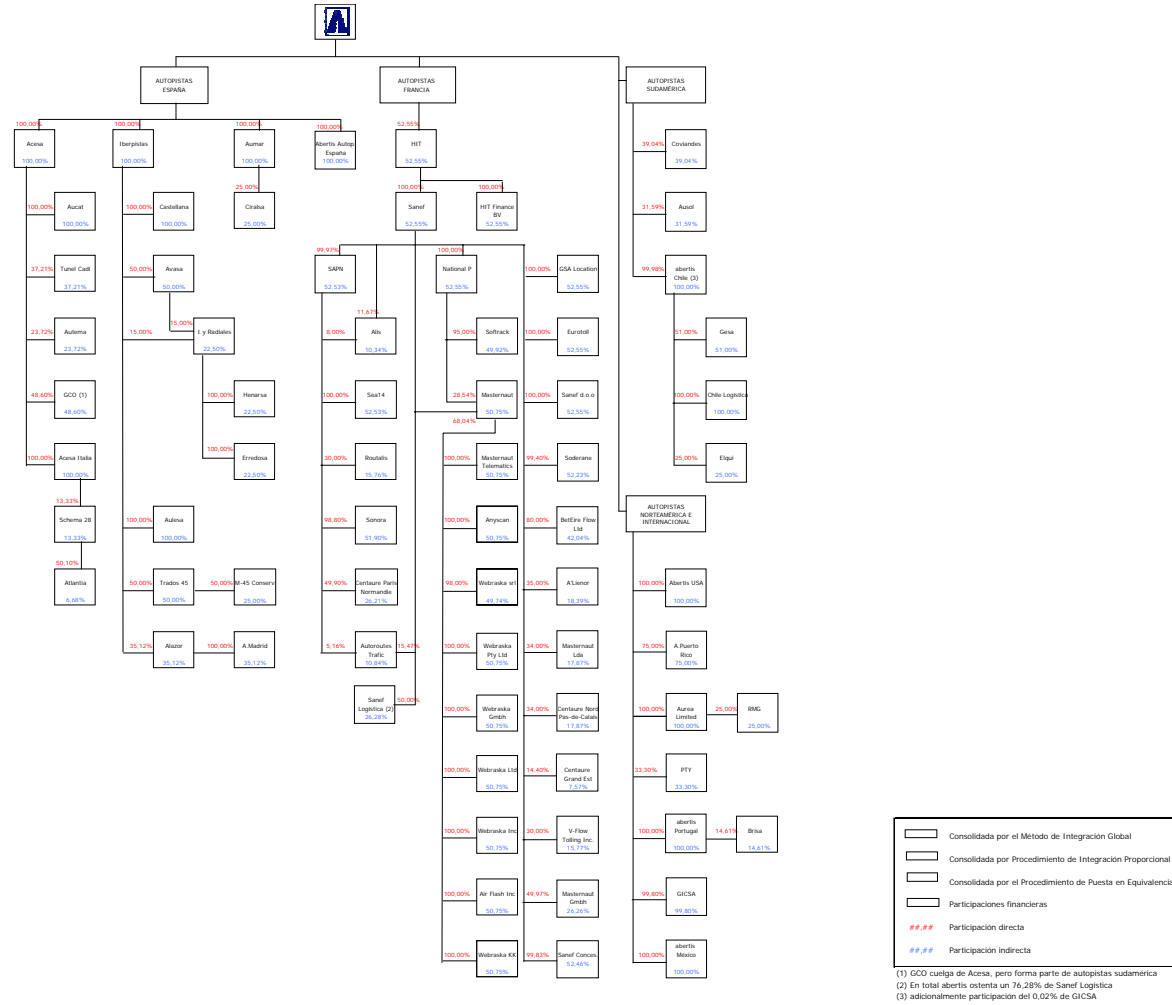 A
AUTOPISTAS
ESPAÑA
AUTOPISTAS
FRANCIA
AUTOPISTAS
SUDAMÉRICA
100,00%
Acesa
100,00%
100,00%
Iberpistas
100,00%
100,00%
Aumar
100,00%
100,00%
Abertis Autop.
España
100,00%
52,55%
HIT
52,55%
39,04%
Coviandes
39,04%
100,00%
Aucat
100,00%
100,00%
Castellana
100,00%
25,00%
Ciralsa
25,00%
100,00%
Sanef
52,55%
100,00%
HIT Finance
BV
52,55%
31,59%
Ausol
31,59%
37,21%
Tunel Cadí
37,21%
50,00%
Avasa
50,00%
99,97%
SAPN
52,53%
100,00%
National P
52,55%
100,00%
GSA Location
52,55%
99,98%
abertis
Chile (3)
100,00%
23,72%
Autema
23,72%
15,00%
15,00%
I. y Radiales
22,50%
8,00%
11,67%
Alis
10,34%
95,00%
Softrack
49,92%
100,00%
Eurotoll
52,55%
51,00%
Gesa
51,00%
48,60%
GCO (1)
48,60%
100,00%
Henarsa
22,50%
100,00%
Sea14
52,53%
28,54%
Masternaut
50,75%
68,04%
100,00%
Sanef d.o.o
52,55%
100,00%
Chile Logística
100,00%
100,00%
Acesa Italia
100,00%
100,00%
Erredosa
22,50%
30,00%
Routalis
15,76%
100,00%
Masternaut
Telematics
50,75%
99,40%
Soderane
52,23%
25,00%
Elqui
25,00%
13,33%
Schema 28
13,33%
100,00%
Aulesa
100,00%
98,80%
Sonora
51,90%
100,00%
Anyscan
50,75%
80,00%
BetEire Flow
Ltd
42,04%
AUTOPISTAS
NORTEAMÉRICA E
INTERNACIONAL
50,10%
Atlantia
6,68%
50,00%
Trados 45
50,00%
50,00%
M-45 Conserv
25,00%
49,90%
Centaure Paris
Normandie
26,21%
98,00%
Webraska srl
49,74%
35,00%
A'Lienor
18,39%
100,00%
Abertis USA
100,00%
35,12%
Alazor
35,12%
100,00%
A.Madrid
35,12%
5,16%
Autoroutes
Trafic
10,84%
15,47%
100,00%
Webraska
Pty Ltd
50,75%
34,00%
Masternaut
Lda
17,87%
75,00%
A.Puerto
Rico
75,00%
Sanef
Logistica (2)
26,28%
50,00%
100,00%
Webraska
Gmbh
50,75%
34,00%
Centaure Nord
Pas-de-Calais
17,87%
100,00%
Aurea
Limited
100,00%
25,00%
RMG
25,00%
100,00%
Webraska Ltd
50,75%
14,40%
Centaure
Grand Est
7,57%
33,30%
PTY
33,30%
100,00%
Webraska Inc
50,75%
30,00%
V-Flow
Tolling Inc.
15,77%
100,00%
abertis
Portugal
100,00%
14,61%
Brisa
14,61%
100,00%
Air Flash Inc
50,75%
49,97%
Masternaut
Gmbh
26,26%
99,80%
GICSA
99,80%
100,00%
Webraska KK
50,75%
99,83%
Sanef Conces.
52,46%
100,00%
abertis
México
100,00%
Consolidada por el Método de Integración Global
Consolidada por Procedimiento de Integración Proporcional
Consolidada por el Procedimiento de Puesta en Equivalencia
Participaciones financieras
##,## Participación directa
##,## Participación indirecta
(1) GCO cuelga de Acesa, pero forma parte de autopistas sudamérica
(2) En total abertis ostenta un 76,28% de Sanef Logistica
(3) adicionalmente participación del 0,02% de GICSA